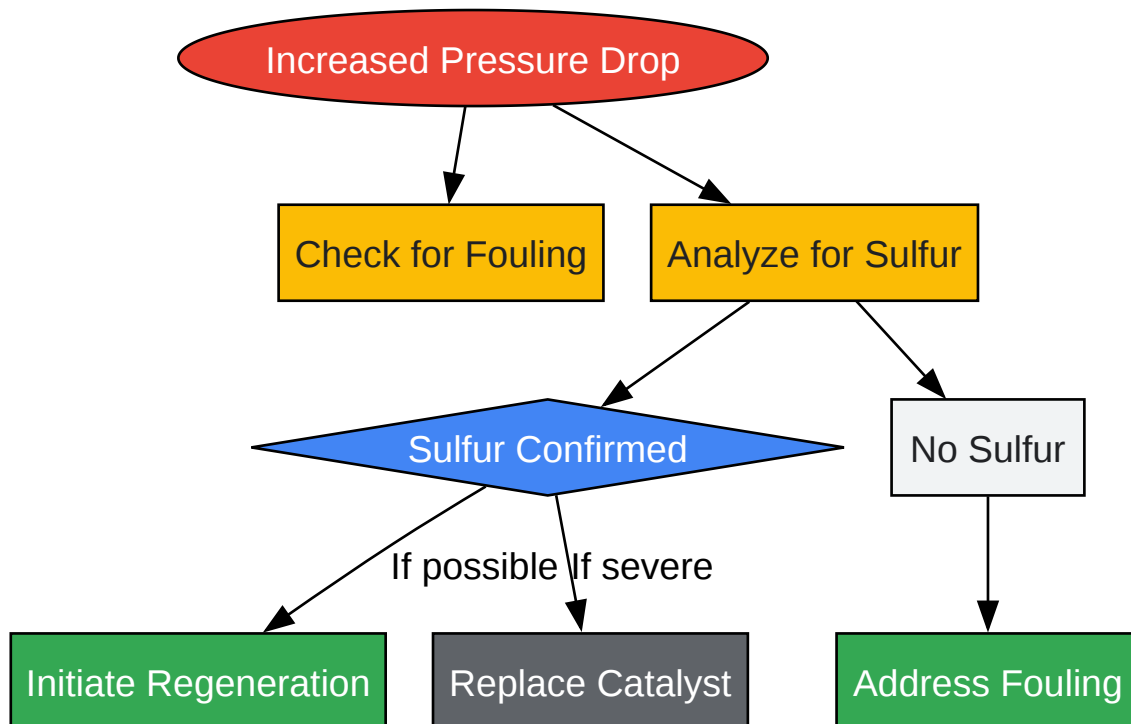 Increased Pressure Drop
Check for Fouling
Analyze for Sulfur
Sulfur Confirmed
No Sulfur
If possible
If severe
Initiate Regeneration
Replace Catalyst
Address Fouling